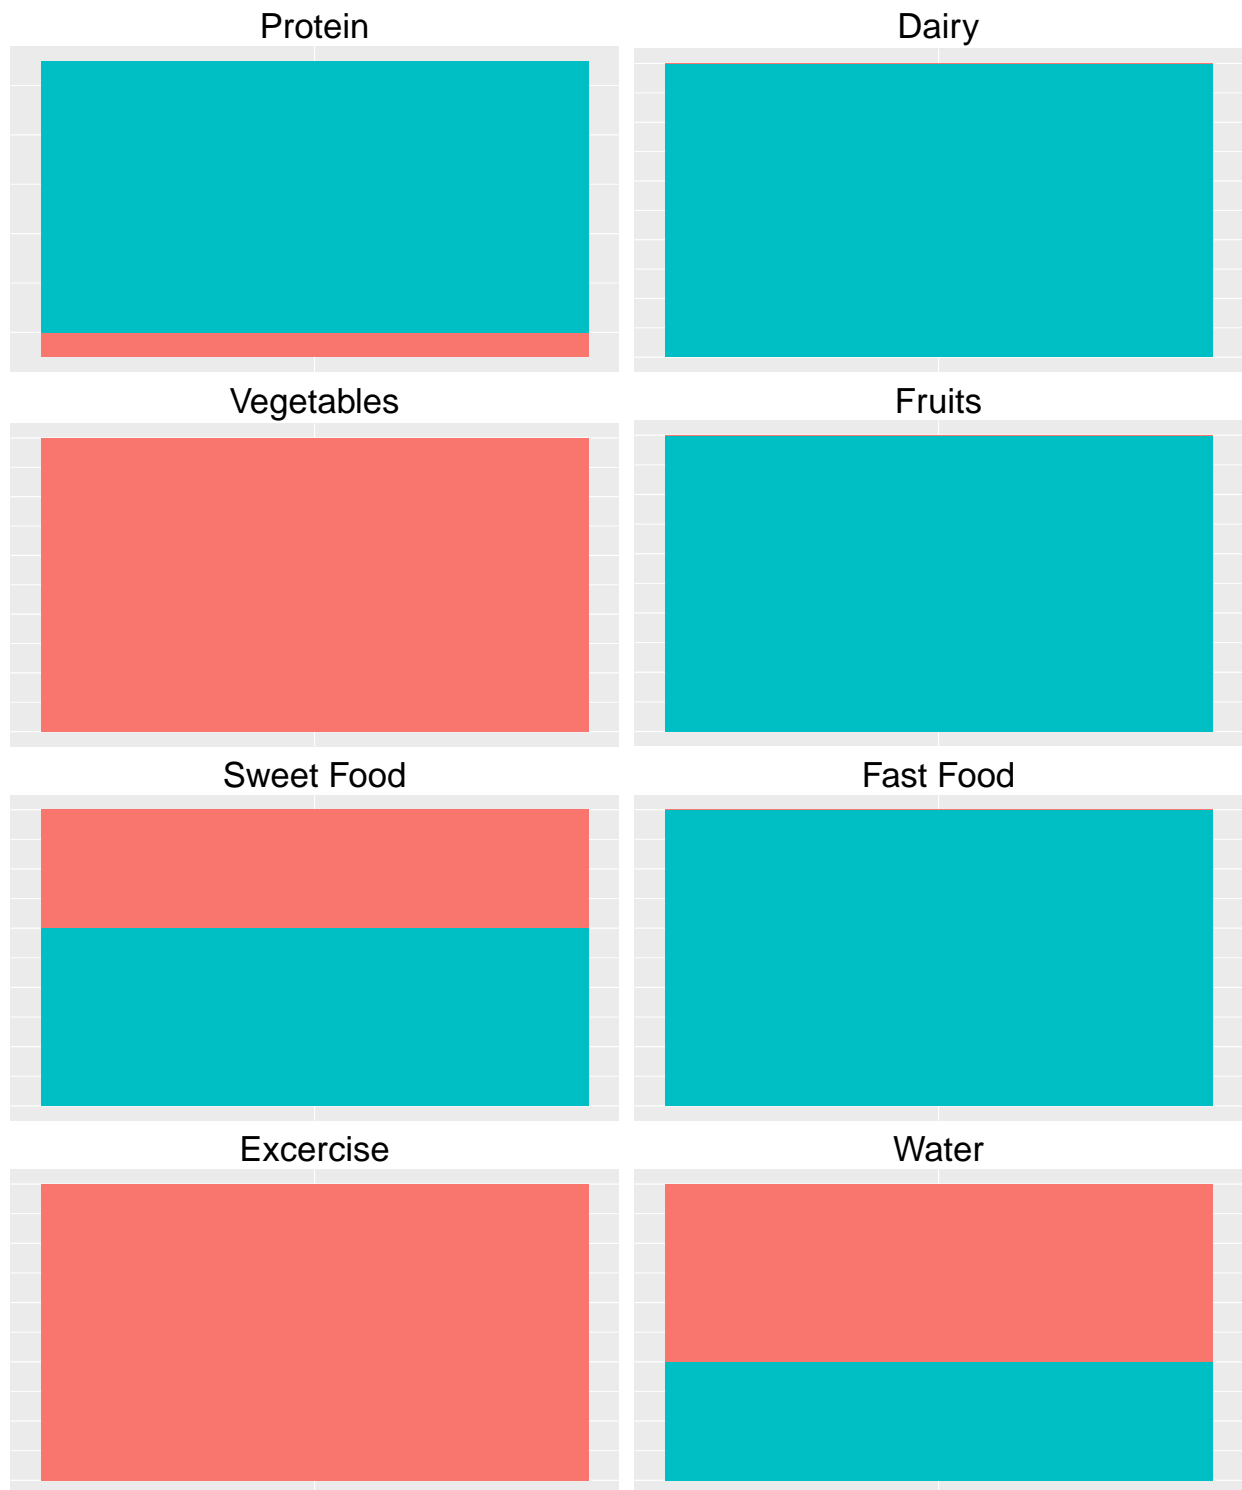 Protein
Dairy
Vegetables
Fruits
Sweet Food
Fast Food
Excercise
Water